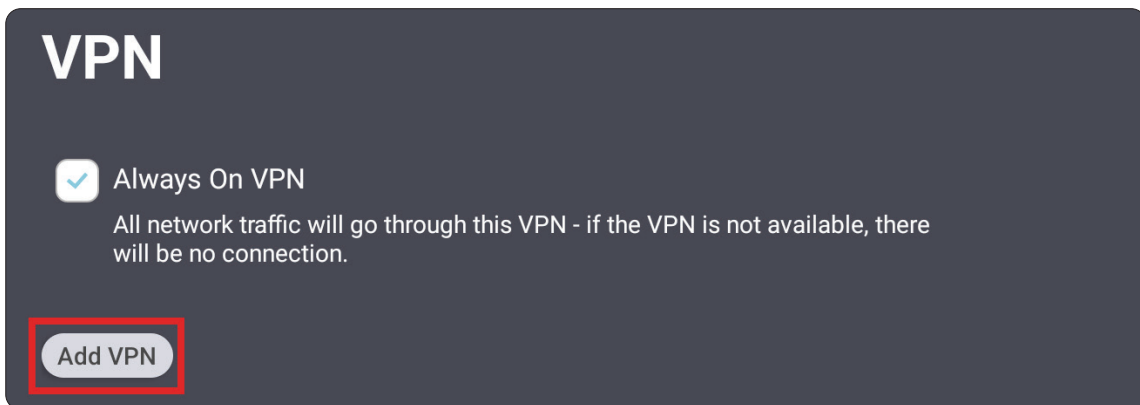 VPN
Always On VPN
All network traffic will go through this VPN - if the VPN is not available, there
will be no connection.
Add VPN